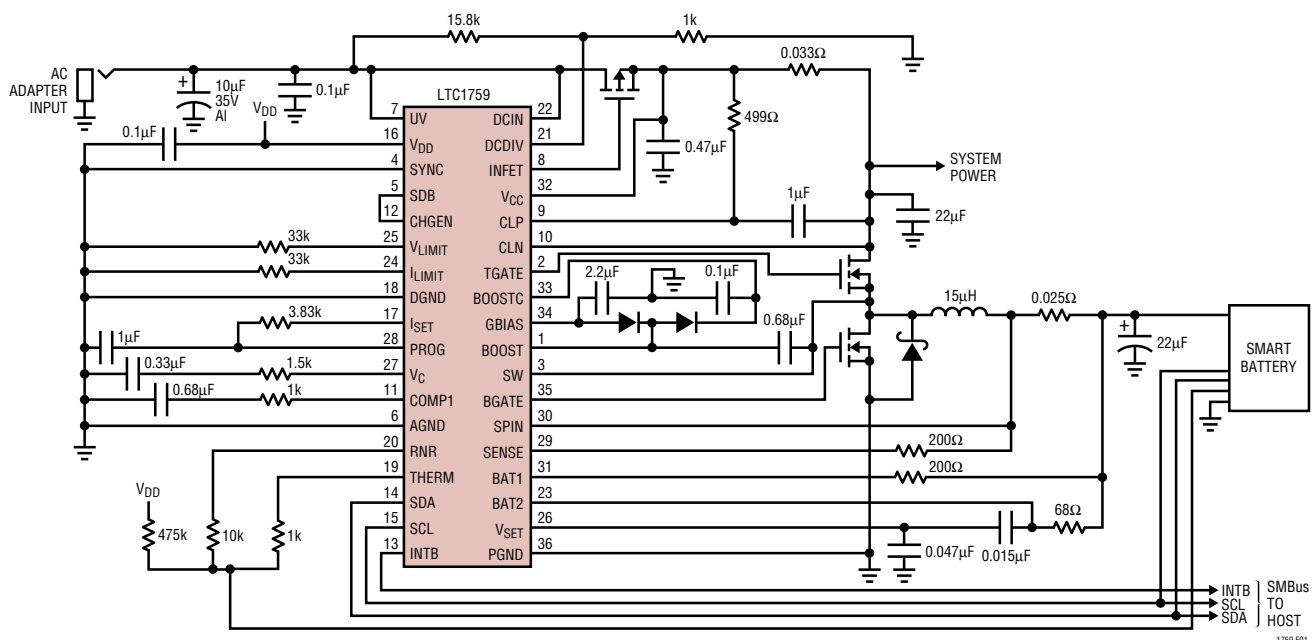 15.8k
1k
0.033Ω
AC
ADAPTER
INPUT
+
10µF
35V
Al
0.1µF
VDD
0.1µF
LTC1759
499Ω
0.47µF
SYSTEM
POWER
1µF
22µF
7 UV DCIN 22
16 VDD DCDIV 21
4 SYNC INFET 8
5 SDB VCC 32
12 CHGEN CLP 9
25 VLIMIT CLN 10
24 ILIMIT TGATE 2
18 DGND BOOSTC 33
17 ISET GBIAS 34
28 PROG BOOST 1
27 VC SW 3
11 COMP1 BGATE 35
6 AGND SPIN 30
20 RNR SENSE 29
19 THERM BAT1 31
14 SDA BAT2 23
15 SCL VSET 26
13 INTB PGND 36
33k
33k
3.83k
1µF
0.33µF
1.5k
0.68µF
1k
2.2µF
0.1µF
0.68µF
15µH
0.025Ω
+
22µF
SMART
BATTERY
200Ω
200Ω
68Ω
0.047µF
0.015µF
VDD
475k
10k
1k
INTB
SCL
SDA
SMBus
TO
HOST
1759 F01